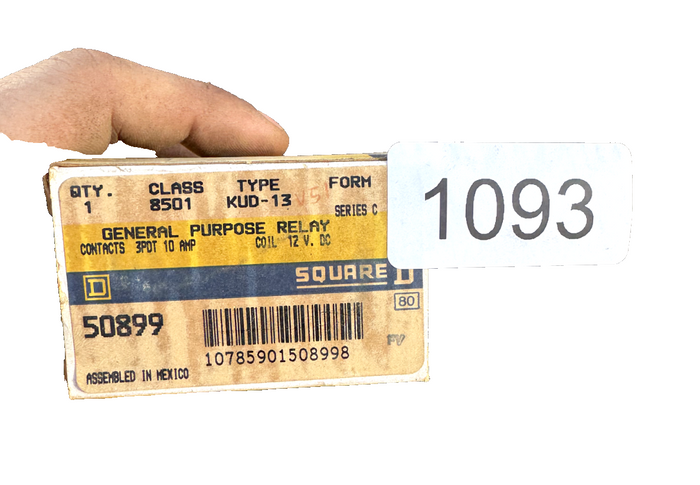 QTY. CLASS TYPE FORM
1 8501 KUD-13 V51
SERIES C
GENERAL PURPOSE RELAY
CONTACTS 3PDT 10 AMP COIL 12 V. DC
D SQUARE D
80
50899
10785901508998
FV
ASSEMBLED IN MEXICO
1093